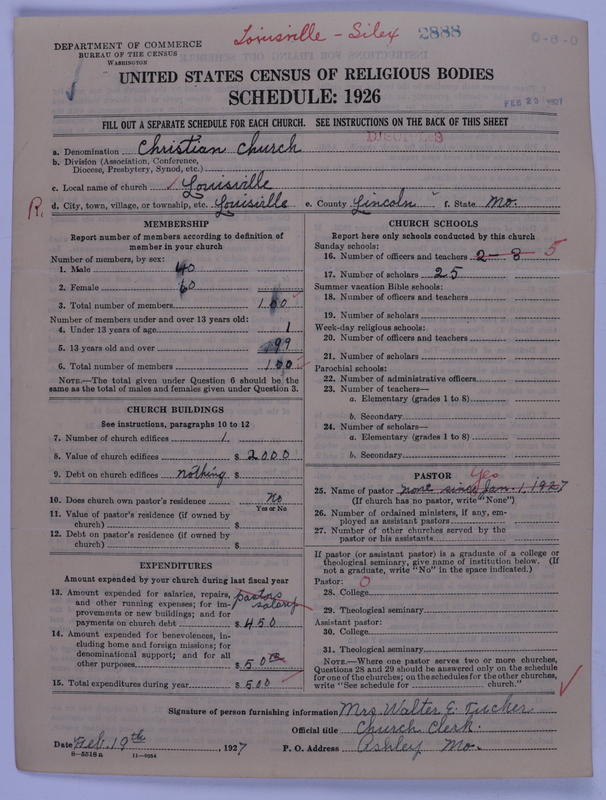 Louisville - Silex 2888 0-8-0
DEPARTMENT OF COMMERCE
BUREAU OF THE CENSUS
WASHINGTON
UNITED STATES CENSUS OF RELIGIOUS BODIES
SCHEDULE: 1926
FEB 23 1927
FILL OUT A SEPARATE SCHEDULE FOR EACH CHURCH. SEE INSTRUCTIONS ON THE BACK OF THIS SHEET
DISCIPLES
a. Denomination Christian Church
b. Division (Association, Conference,
Diocese, Presbytery, Synod, etc.)
c. Local name of church Louisville
R. d. City, town, village, or township, etc. Louisville e. County Lincoln f. State Mo.
MEMBERSHIP
Report number of members according to definition of
member in your church
Number of members, by sex:
1. Male 40
2. Female 60
3. Total number of members 100
Number of members under and over 13 years old:
4. Under 13 years of age 1
5. 13 years old and over 99
6. Total number of members 100
NOTE.—The total given under Question 6 should be the
same as the total of males and females given under Question 3.
CHURCH BUILDINGS
See instructions, paragraphs 10 to 12
7. Number of church edifices 1
8. Value of church edifices $ 2000
9. Debt on church edifices nothing $
10. Does church own pastor's residence No
Yes or No
11. Value of pastor's residence (if owned by
church) $
12. Debt on pastor's residence (if owned by
church) $
EXPENDITURES
Amount expended by your church during last fiscal year
13. Amount expended for salaries, repairs, pastors
and other running expenses; for im- salary
provements or new buildings; and for
payments on church debt $ 450
14. Amount expended for benevolences, in-
cluding home and foreign missions; for
denominational support; and for all
other purposes $ 50
15. Total expenditures during year $ 500
CHURCH SCHOOLS
Report here only schools conducted by this church
Sunday schools:
16. Number of officers and teachers 2-8 5
17. Number of scholars 25
Summer vacation Bible schools:
18. Number of officers and teachers
19. Number of scholars
Week-day religious schools:
20. Number of officers and teachers
21. Number of scholars
Parochial schools:
22. Number of administrative officers
23. Number of teachers—
a. Elementary (grades 1 to 8)
b. Secondary
24. Number of scholars—
a. Elementary (grades 1 to 8)
b. Secondary
PASTOR
Yes
25. Name of pastor none since Jan. 1, 1927
(If church has no pastor, write "None")
26. Number of ordained ministers, if any, em-
ployed as assistant pastors
27. Number of other churches served by the
pastor or his assistants
If pastor (or assistant pastor) is a graduate of a college or
theological seminary, give name of institution below. (If
not a graduate, write "No" in the space indicated.)
Pastor: 0
28. College
29. Theological seminary
Assistant pastor:
30. College
31. Theological seminary
NOTE.—Where one pastor serves two or more churches,
Questions 28 and 29 should be answered only on the schedule
for one of the churches; on the schedules for the other churches,
write "See schedule for church."
Signature of person furnishing information Mrs. Walter E. Tucker
Official title Church Clerk.
Date Feb. 19th, 1927 P. O. Address Ashley Mo.
8-5518a 11-9054